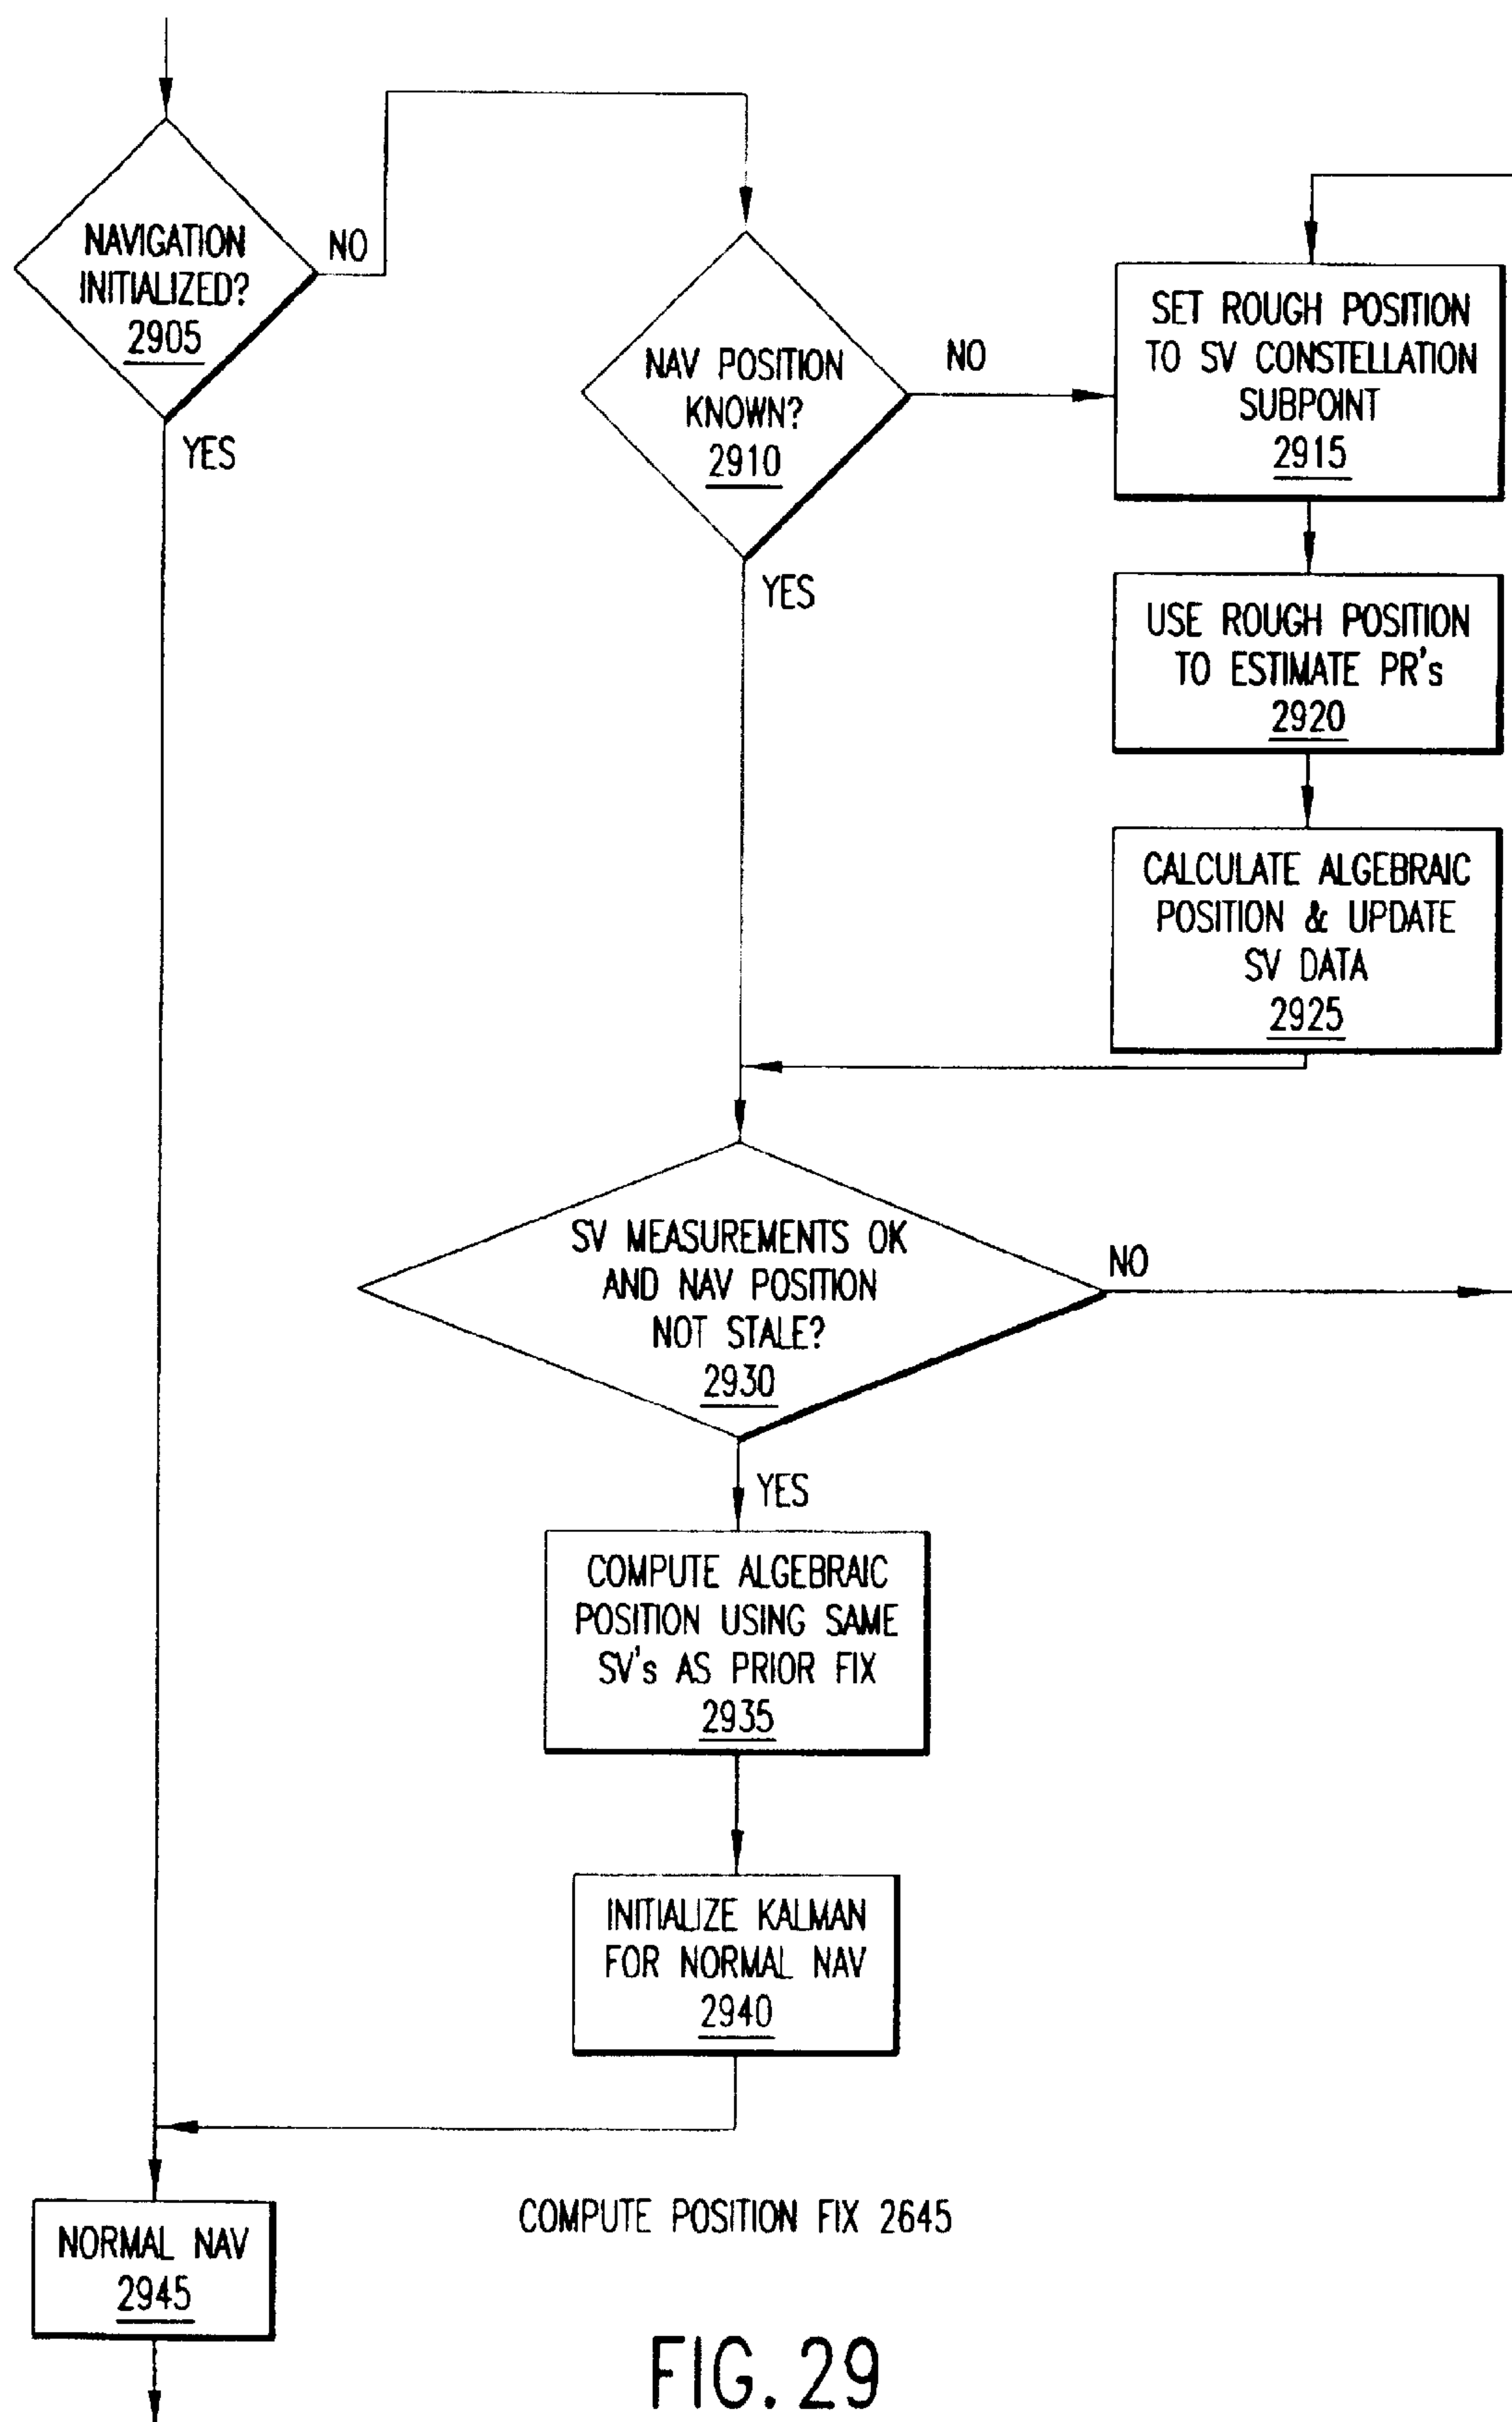 NAVIGATION
INITIALIZED?
2905
NO
YES
NAV POSITION
KNOWN?
2910
NO
YES
SET ROUGH POSITION
TO SV CONSTELLATION
SUBPOINT
2915
USE ROUGH POSITION
TO ESTIMATE PR's
2920
CALCULATE ALGEBRAIC
POSITION & UPDATE
SV DATA
2925
SV MEASUREMENTS OK
AND NAV POSITION
NOT STALE?
2930
NO
YES
COMPUTE ALGEBRAIC
POSITION USING SAME
SV's AS PRIOR FIX
2935
INITIALIZE KALMAN
FOR NORMAL NAV
2940
NORMAL NAV
2945
COMPUTE POSITION FIX 2645
FIG. 29